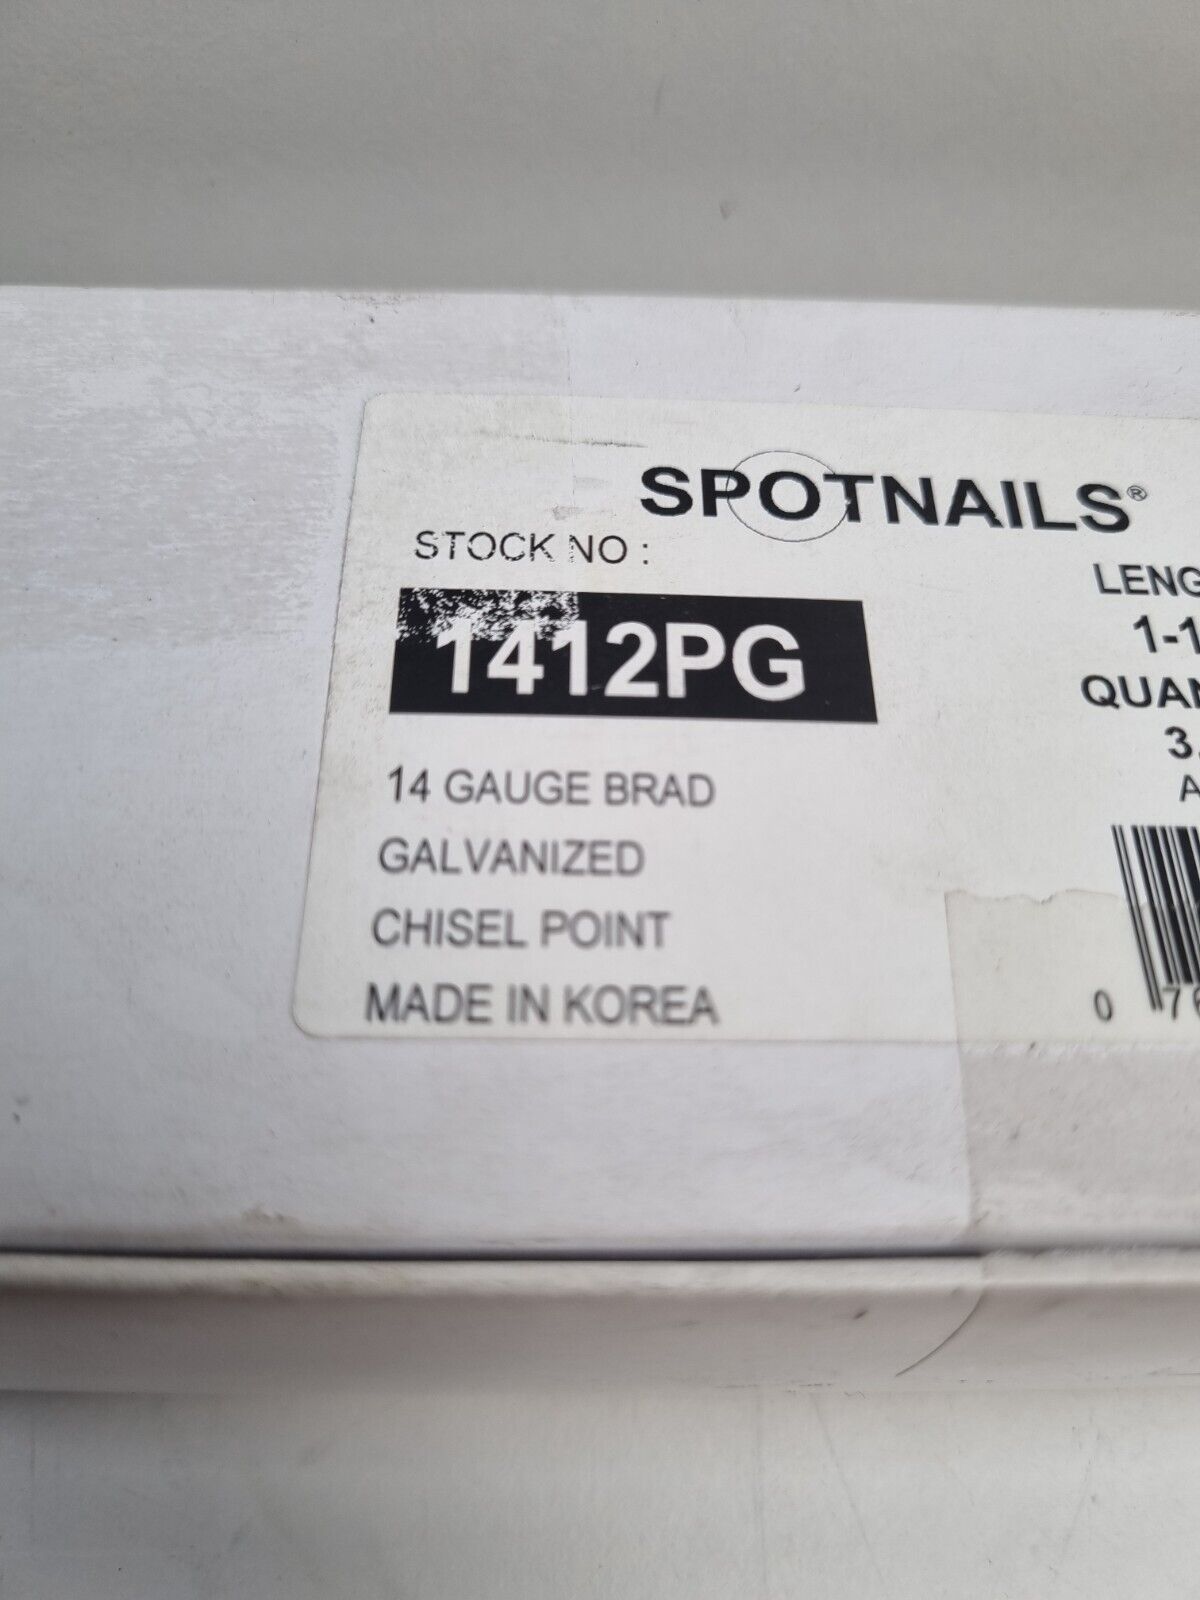 SPOTNAILS®
STOCK NO :
1412PG
14 GAUGE BRAD
GALVANIZED
CHISEL POINT
MADE IN KOREA
LENG
1-1
QUAN
3,
A
0 76